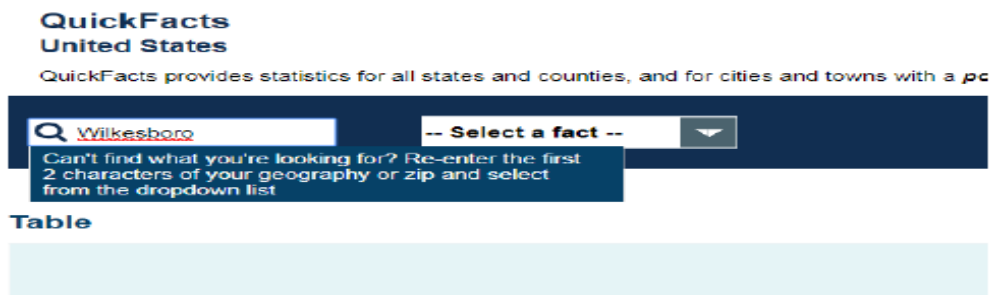 QuickFacts
United States
QuickFacts provides statistics for all states and counties, and for cities and towns with a
Wilkesboro
-- Select a fact --
Can't find what you're looking for? Re-enter the first
2 characters of your geography or zip and select
from the dropdown list
Table